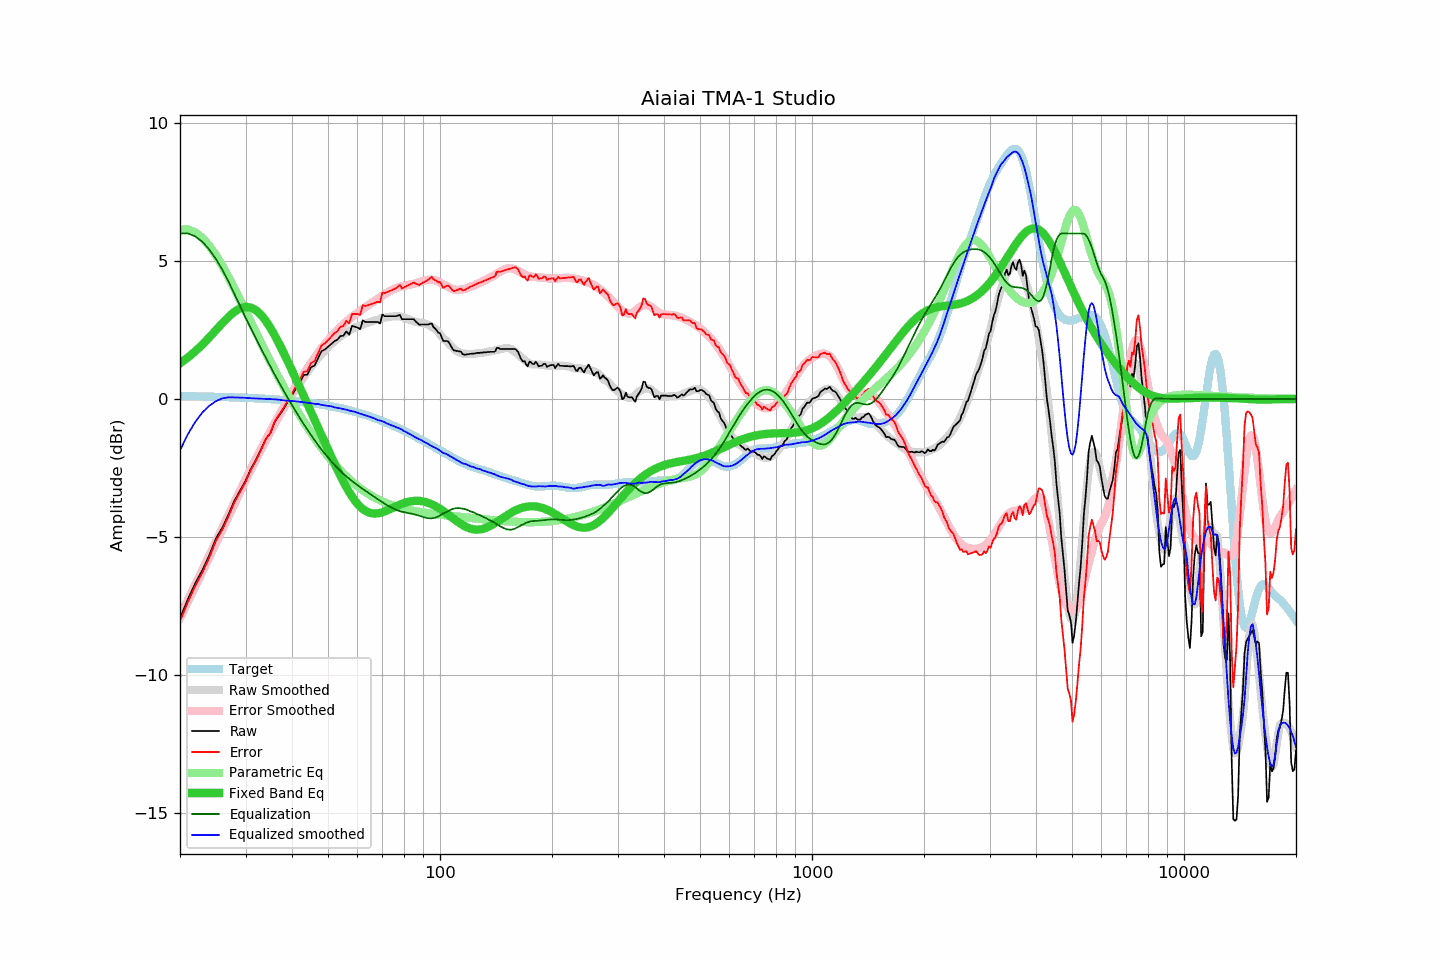 Aiaiai TMA-1 Studio
10
5
0
−5
−10
−15
Amplitude (dBr)
100
1000
10000
Frequency (Hz)
Target
Raw Smoothed
Error Smoothed
Raw
Error
Parametric Eq
Fixed Band Eq
Equalization
Equalized smoothed